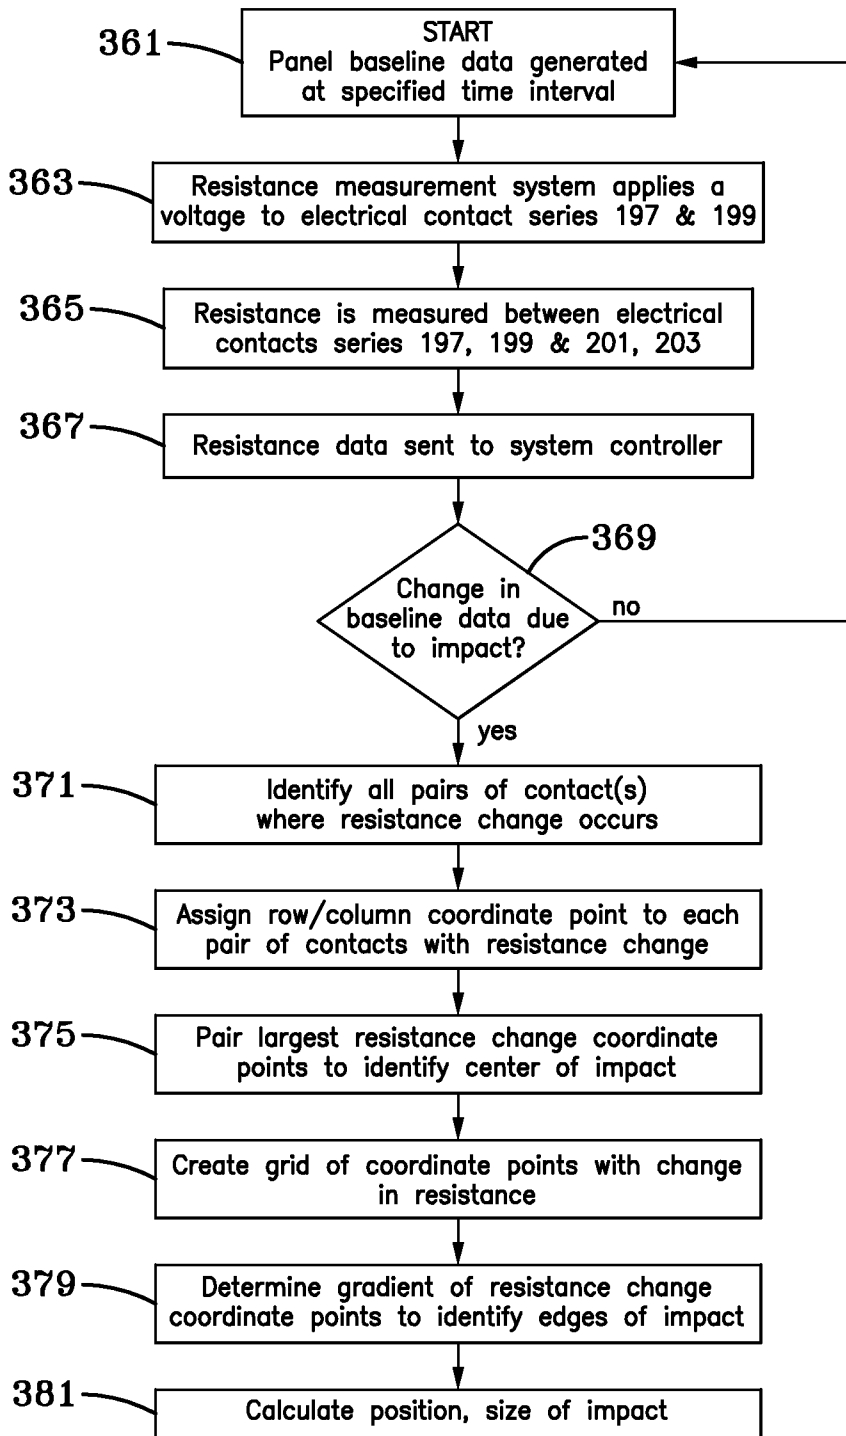 361
START
Panel baseline data generated
at specified time interval
363
Resistance measurement system applies a
voltage to electrical contact series 197 & 199
365
Resistance is measured between electrical
contacts series 197, 199 & 201, 203
367
Resistance data sent to system controller
369
Change in
baseline data due
to impact?
no
yes
371
Identify all pairs of contact(s)
where resistance change occurs
373
Assign row/column coordinate point to each
pair of contacts with resistance change
375
Pair largest resistance change coordinate
points to identify center of impact
377
Create grid of coordinate points with change
in resistance
379
Determine gradient of resistance change
coordinate points to identify edges of impact
381
Calculate position, size of impact